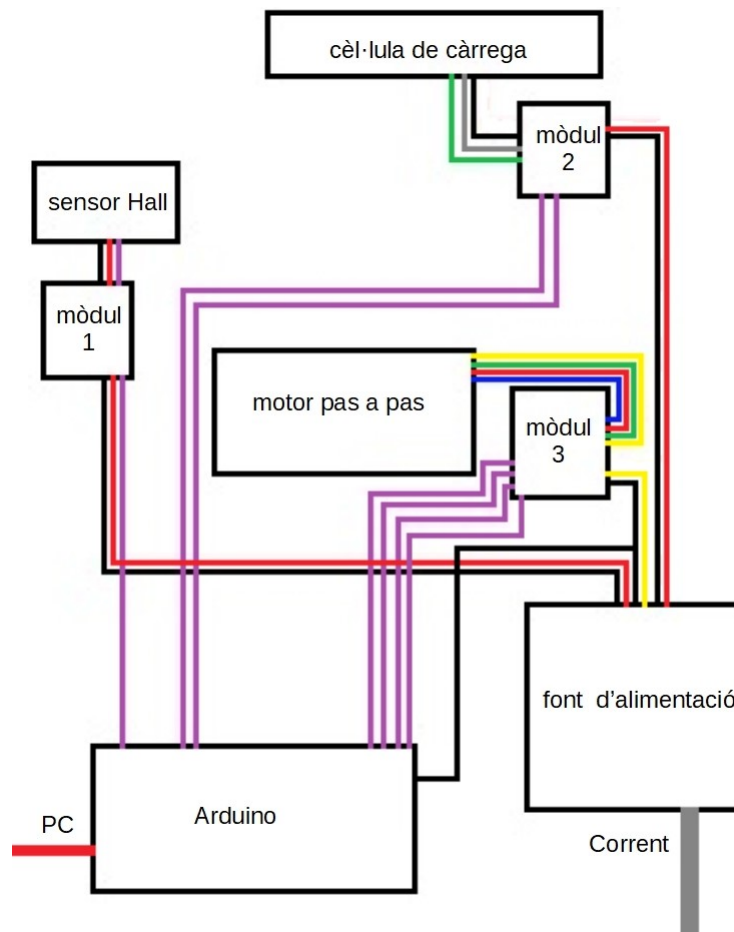 cèl·lula de càrrega
mòdul
2
sensor Hall
mòdul
1
motor pas a pas
mòdul
3
font d’alimentació
Arduino
PC
Corrent